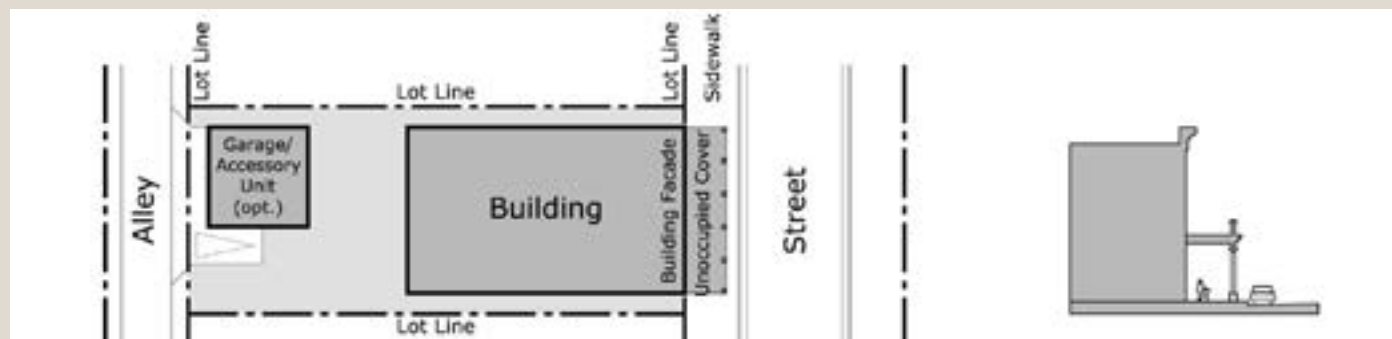 Lot Line
Lot Line
Lot Line
Sidewalk
Alley
Garage/
Accessory
Unit
(opt.)
Building
Building Facade
Unoccupied Cover
Street
Lot Line